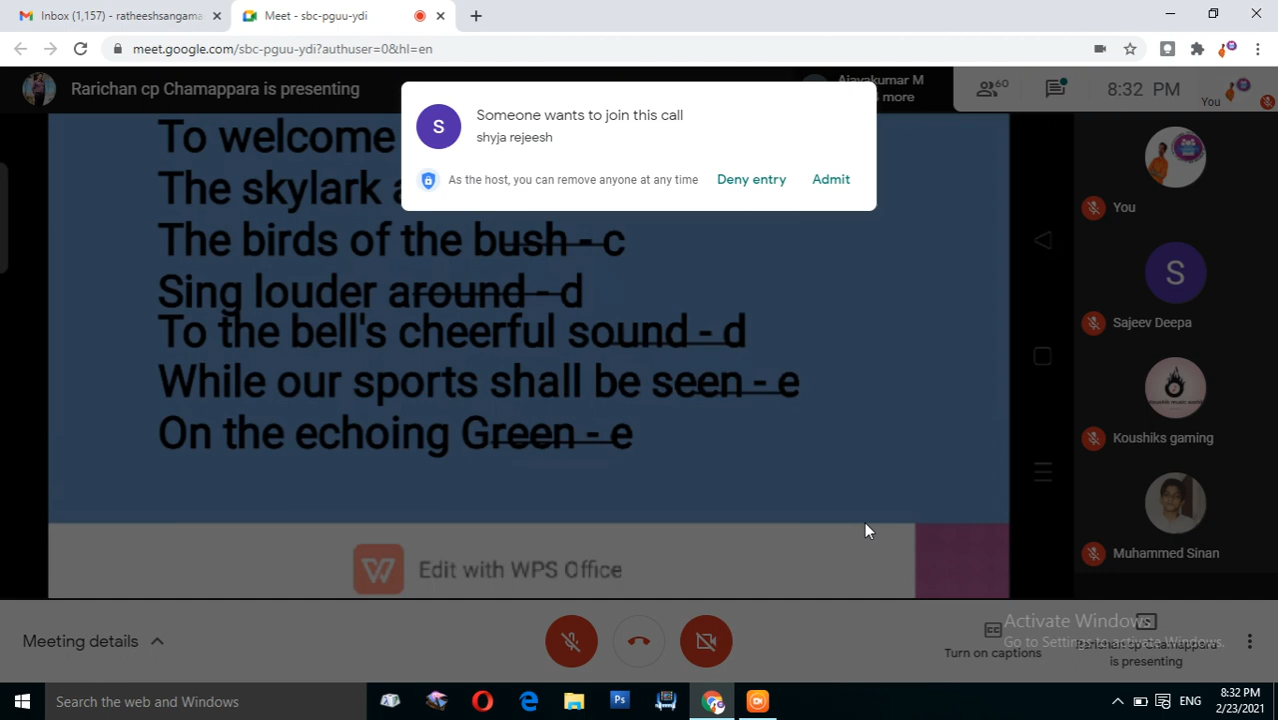 Inbox (1,157) - ratheeshsangama
Meet - sbc-pguu-ydi
meet.google.com/sbc-pguu-ydi?authuser=0&hl=en
Rarichan cp Chamappara is presenting
Ajayakumar M
more
60
8:32 PM
You
Someone wants to join this call
S
shyja rejeesh
As the host, you can remove anyone at any time
Deny entry
Admit
To welcome
The skylark
The birds of the bush - c
Sing louder around - d
To the bell's cheerful sound - d
While our sports shall be seen - e
On the echoing Green - e
Edit with WPS Office
You
S
Sajeev Deepa
Koushiks gaming
Muhammed Sinan
Meeting details
CC
Turn on captions
Activate Windows
Go to Settings to activate Windows.
Rarichan cp Chamappara
is presenting
Search the web and Windows
Ps
ENG
8:32 PM
2/23/2021